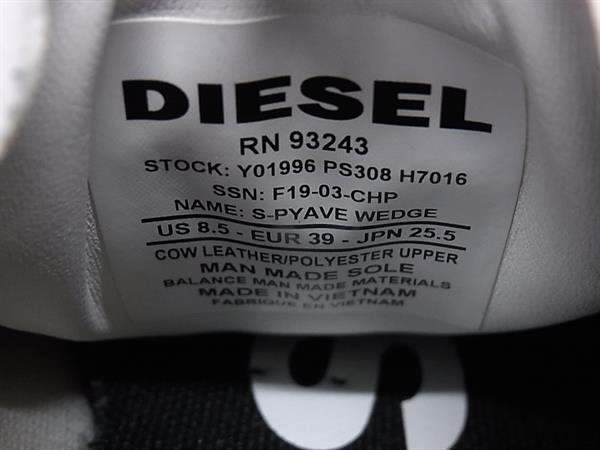 DIESEL
RN 93243
STOCK: Y01996 PS308 H7016
SSN: F19-03-CHP
NAME: S-PYAVE WEDGE
US 8.5 - EUR 39 - JPN 25.5
COW LEATHER/POLYESTER UPPER
MAN MADE SOLE
BALANCE MAN MADE MATERIALS
MADE IN VIETNAM
FABRIQUE EN VIETNAM
S